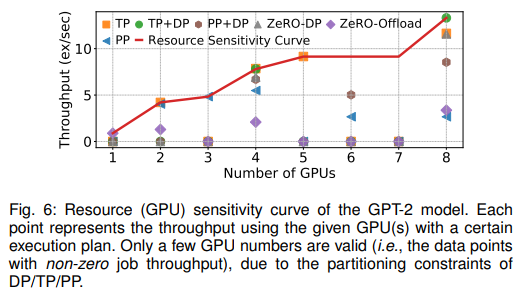 TP TP+DP PP+DP ZeRO-DP ZeRO-Offload
PP Resource Sensitivity Curve
Throughput (ex/sec)
10
5
0
1 2 3 4 5 6 7 8
Number of GPUs
Fig. 6: Resource (GPU) sensitivity curve of the GPT-2 model. Each
point represents the throughput using the given GPU(s) with a certain
execution plan. Only a few GPU numbers are valid (i.e., the data points
with non-zero job throughput), due to the partitioning constraints of
DP/TP/PP.